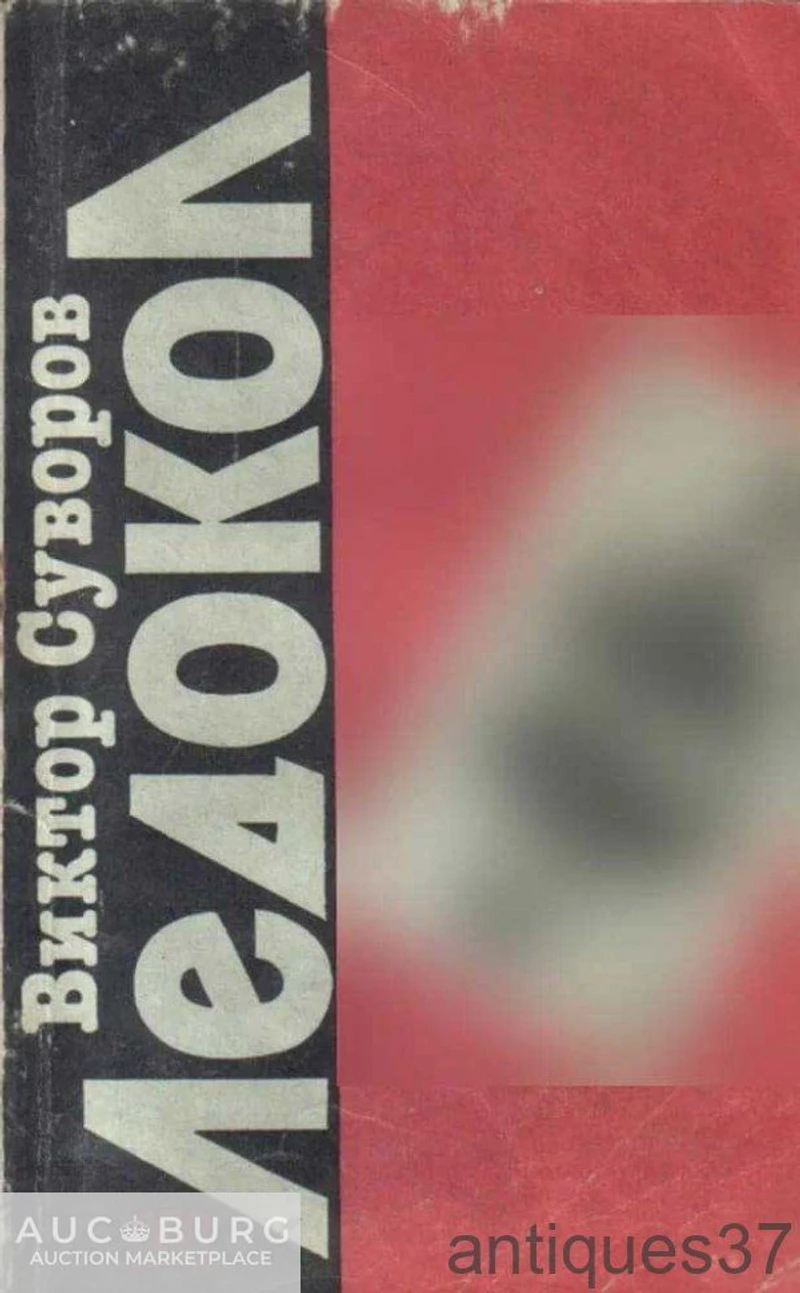 Виктор Суворов
Ледокол
AUCBURG
AUCTION MARKETPLACE
antiques37